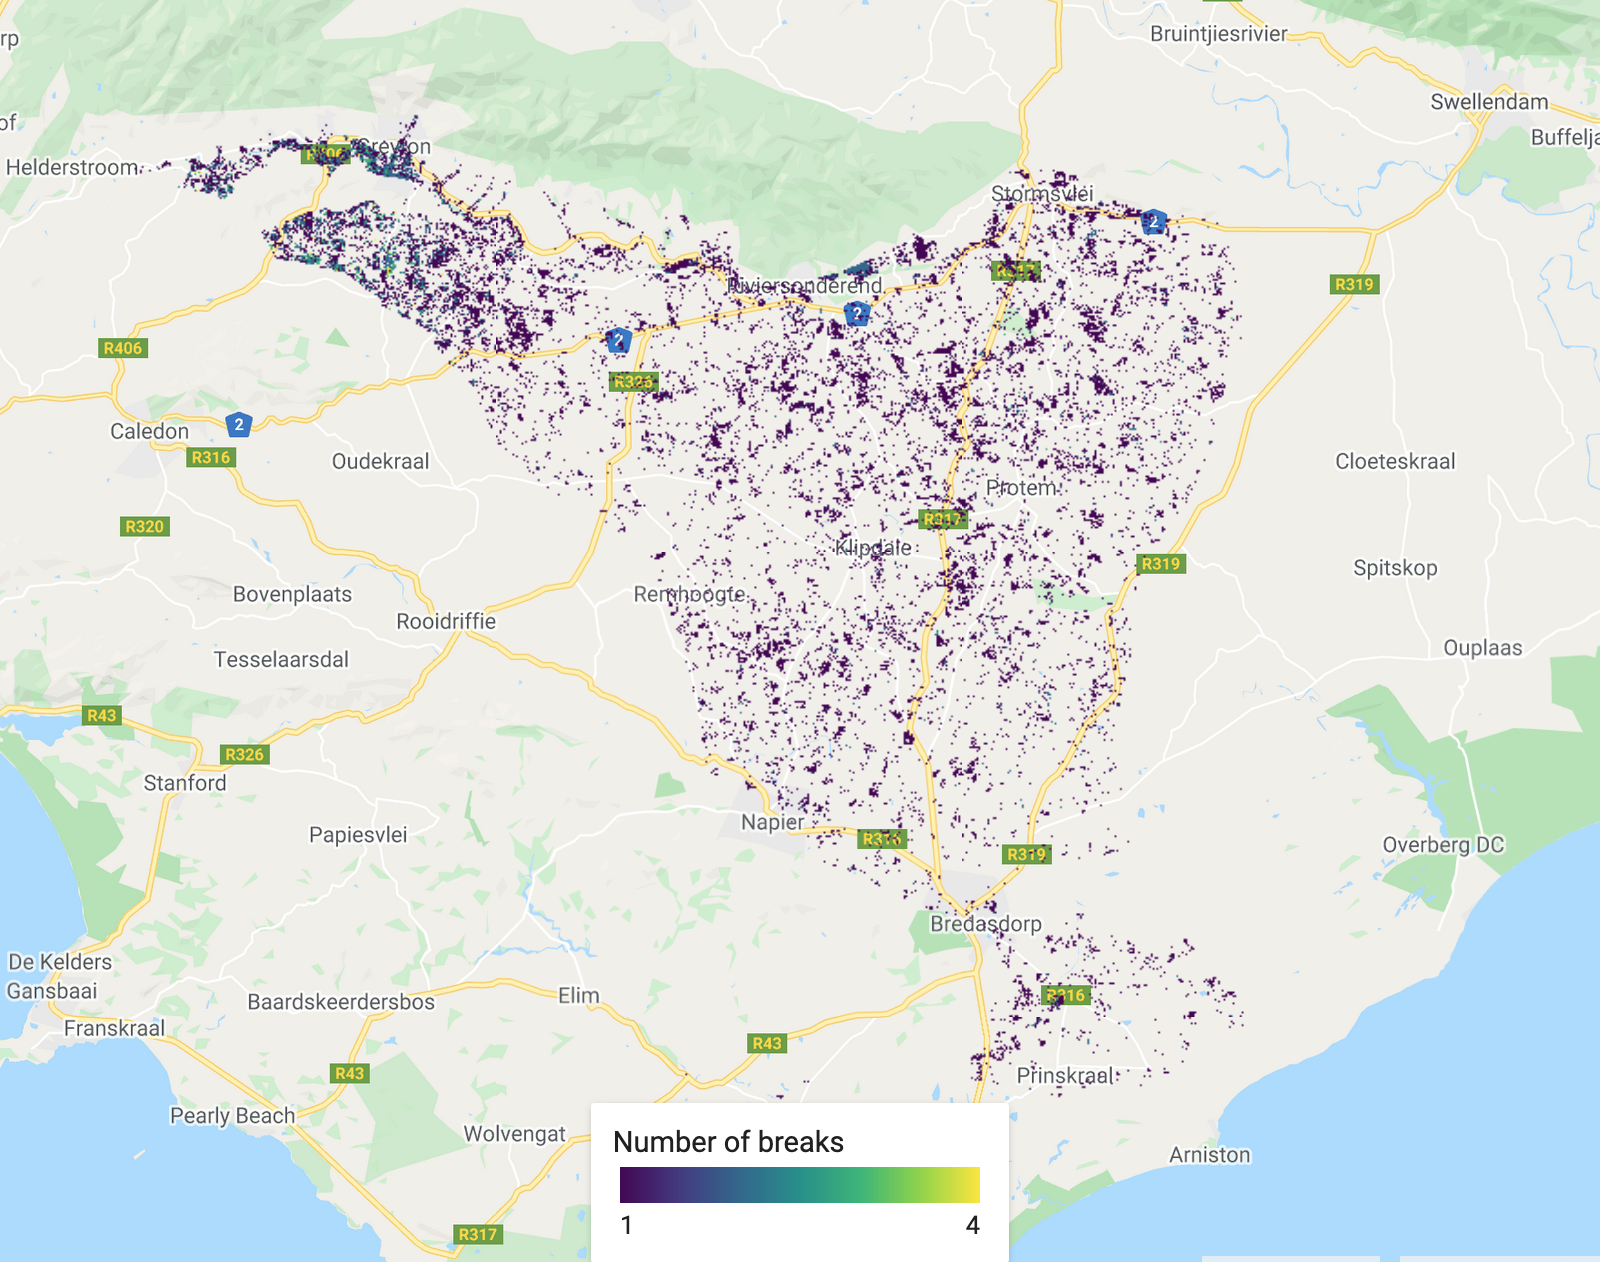 Bruintjiesrivier
rp
Swellendam
of
Buffelja
Greyton
R406
Helderstroom
Stormsvlei
2
R317
Riviersonderend
R319
2
2
R406
R326
2
Caledon
R316
Oudekraal
Cloeteskraal
Protem
R320
R317
Klipdale
R319
Spitskop
Bovenplaats
Remhoogte
Rooidriffie
Tesselaarsdal
Ouplaas
R43
R326
Stanford
Napier
Papiesvlei
R316
R319
Overberg DC
Bredasdorp
De Kelders
Gansbaai
Baardskeerdersbos
Elim
R316
Franskraal
R43
R43
Prinskraal
Pearly Beach
Wolvengat
Number of breaks
Arniston
1
4
R317